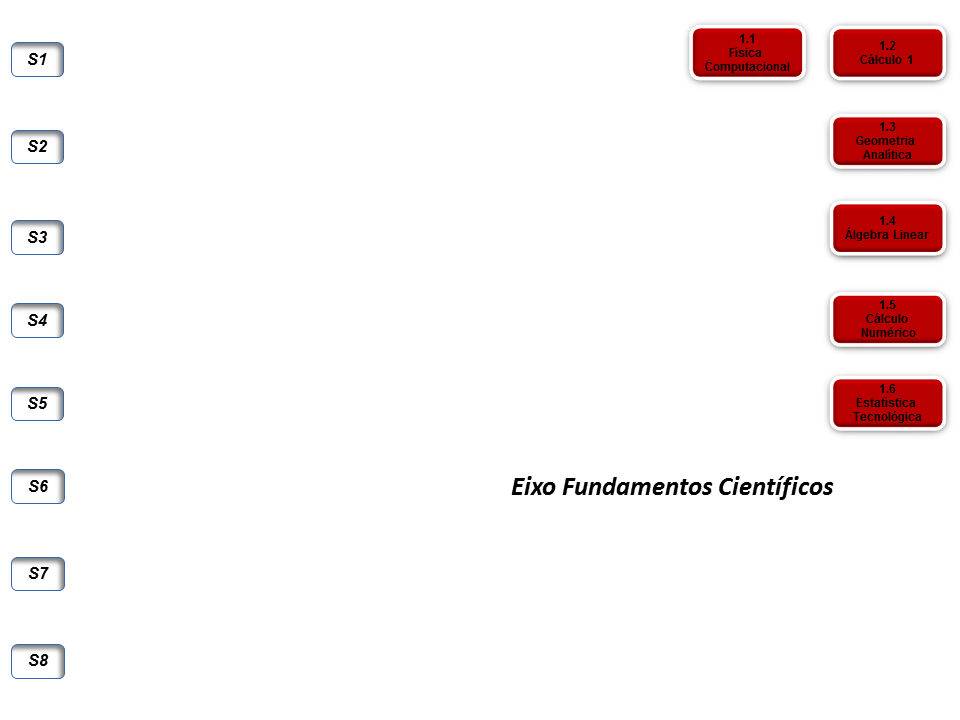 S1
1.1
Física
Computacional
1.2
Cálculo 1
S2
1.3
Geometria
Analítica
S3
1.4
Álgebra Linear
S4
1.5
Cálculo
Numérico
S5
1.6
Estatística
Tecnológica
S6
Eixo Fundamentos Científicos
S7
S8